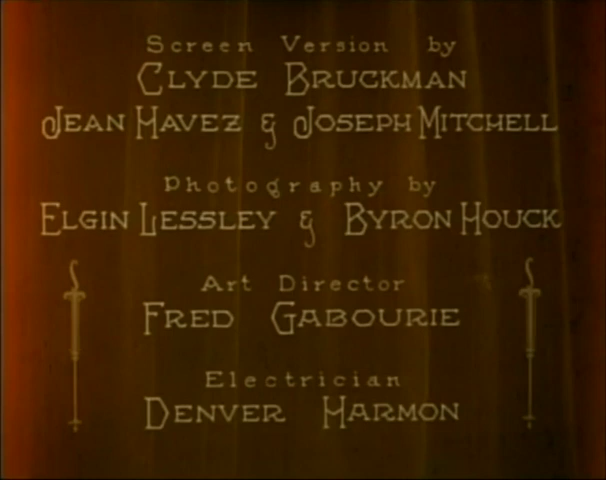 Screen Version by
CLYDE BRUCKMAN
JEAN HAVEZ & JOSEPH MITCHELL
Photography by
ELGIN LESSLEY & BYRON HOUCK
Art Director
FRED GABOURIE
Electrician
DENVER HARMON